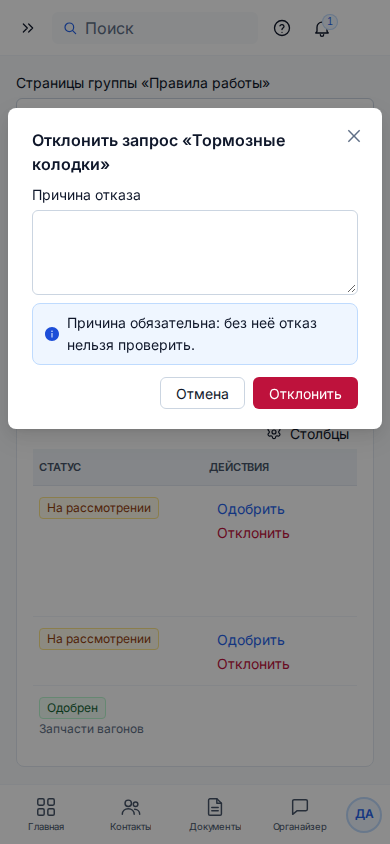 Поиск
1
Страницы группы «Правила работы»
Отклонить запрос «Тормозные
колодки»
Причина отказа
Причина обязательна: без неё отказ
нельзя проверить.
Отмена
Отклонить
Столбцы
СТАТУС
ДЕЙСТВИЯ
На рассмотрении
Одобрить
Отклонить
На рассмотрении
Одобрить
Отклонить
Одобрен
Запчасти вагонов
Главная
Контакты
Документы
Органайзер
ДА